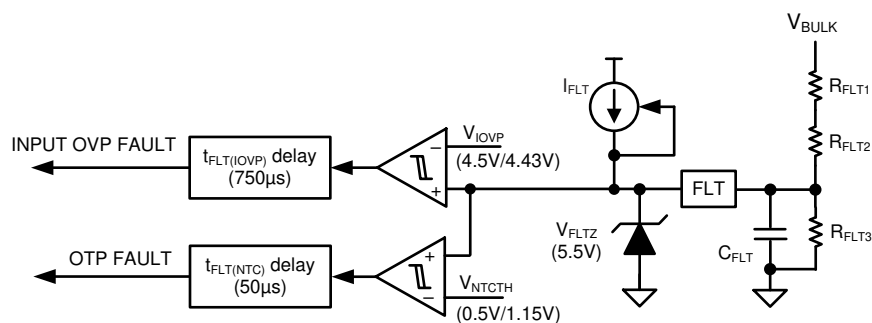 V_BULK
I_FLT
R_FLT1
INPUT OVP FAULT
t_FLT(IOVP) delay
(750µs)
−
+
V_IOVP
(4.5V/4.43V)
R_FLT2
FLT
OTP FAULT
t_FLT(NTC) delay
(50µs)
+
−
V_NTCTH
(0.5V/1.15V)
V_FLTZ
(5.5V)
C_FLT
R_FLT3